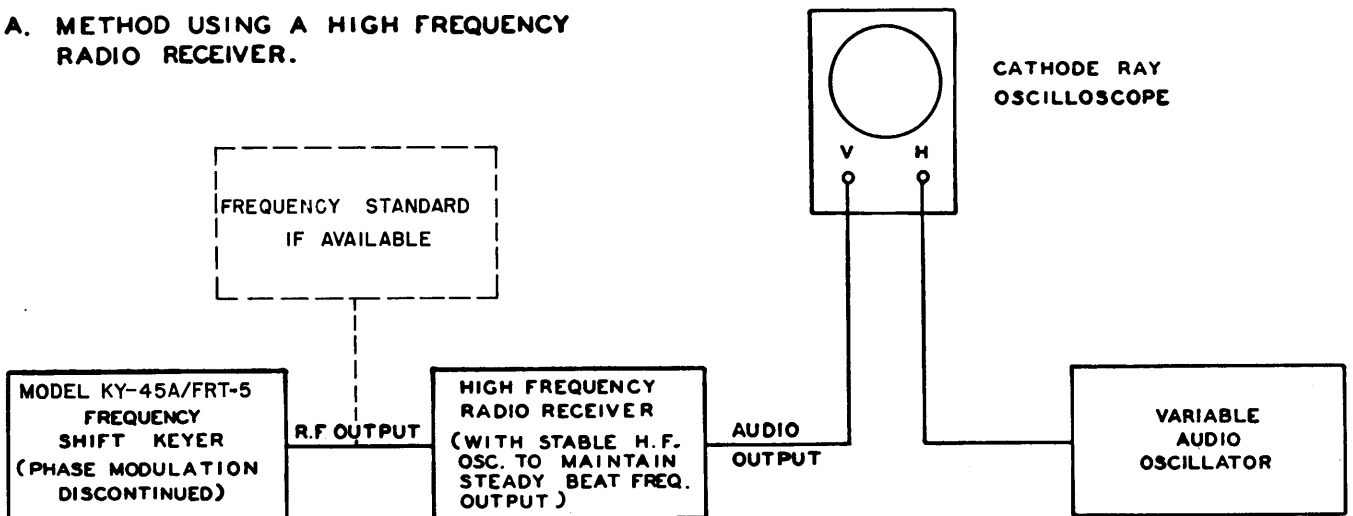 A. METHOD USING A HIGH FREQUENCY
RADIO RECEIVER.
CATHODE RAY
OSCILLOSCOPE
V H
FREQUENCY STANDARD
IF AVAILABLE
MODEL KY-45A/FRT-5
FREQUENCY
SHIFT KEYER
(PHASE MODULATION
DISCONTINUED)
R.F OUTPUT
HIGH FREQUENCY
RADIO RECEIVER
(WITH STABLE H.F.
OSC. TO MAINTAIN
STEADY BEAT FREQ.
OUTPUT)
AUDIO
OUTPUT
VARIABLE
AUDIO
OSCILLATOR